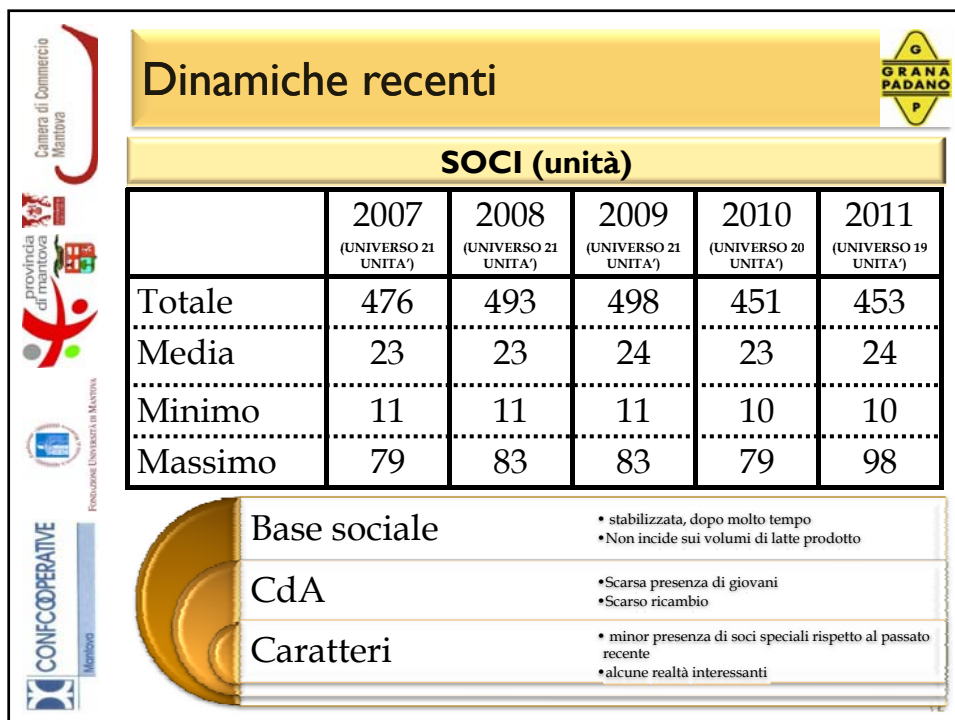 Dinamiche recenti
G
GRANA
PADANO
P
Camera di Commercio
Mantova
provincia
di mantova
FONDAZIONE UNIVERSITÀ DI MANTOVA
CONFCOOPERATIVE
Mantova
SOCI (unità)
2007 2008 2009 2010 2011
(UNIVERSO 21 (UNIVERSO 21 (UNIVERSO 21 (UNIVERSO 20 (UNIVERSO 19
UNITA’) UNITA’) UNITA’) UNITA’) UNITA’)
Totale 476 493 498 451 453
Media 23 23 24 23 24
Minimo 11 11 11 10 10
Massimo 79 83 83 79 98
Base sociale
• stabilizzata, dopo molto tempo
•Non incide sui volumi di latte prodotto
CdA
•Scarsa presenza di giovani
•Scarso ricambio
Caratteri
• minor presenza di soci speciali rispetto al passato
recente
•alcune realtà interessanti